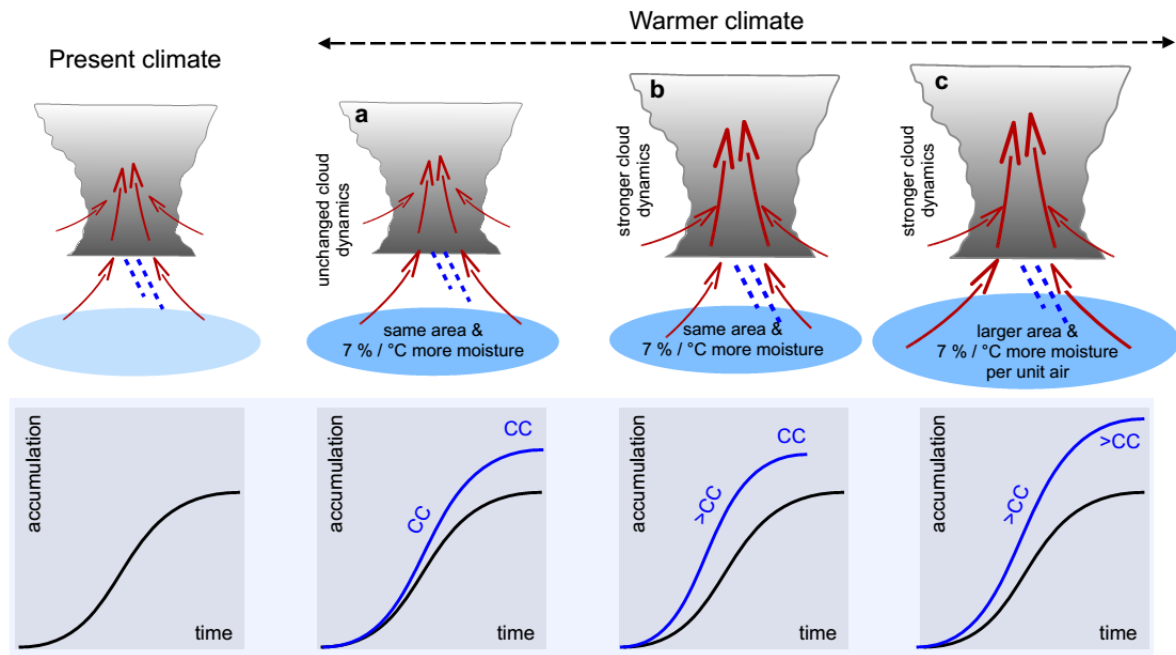 Warmer climate
Present climate
a
unchanged cloud
dynamics
same area &
7 % / °C more moisture
b
stronger cloud
dynamics
same area &
7 % / °C more moisture
c
stronger cloud
dynamics
larger area &
7 % / °C more moisture
per unit air
accumulation
time
accumulation
CC
CC
time
accumulation
>CC
CC
time
accumulation
>CC
>CC
time